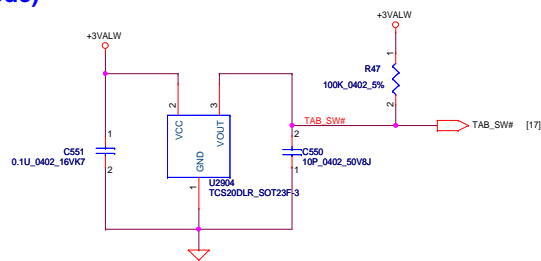 +3VALW
+3VALW
1
R47
100K_0402_5%
2
2
3
TAB_SW#
TAB_SW# [17]
VCC
VOUT
GND
1
C551
0.1U_0402_16VK7
2
2
C550
10P_0402_50V8J
1
U2904
TCS20DLR_SOT23F-3
1